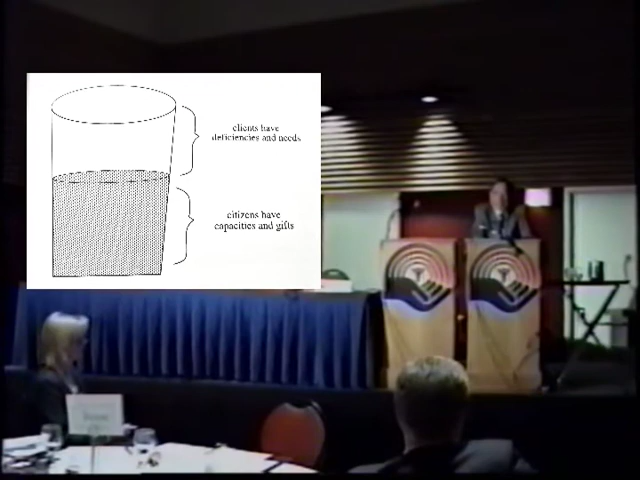 clients have
deficiencies and needs
citizens have
capacities and gifts